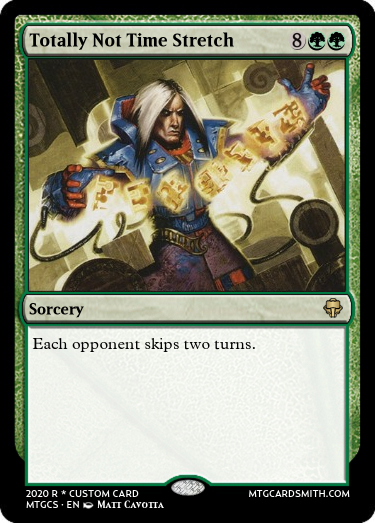 Totally Not Time Stretch 8
Sorcery
Each opponent skips two turns.
2020 R * CUSTOM CARD MTGCARDSMITH.COM
MTGCS • EN Matt Cavotta